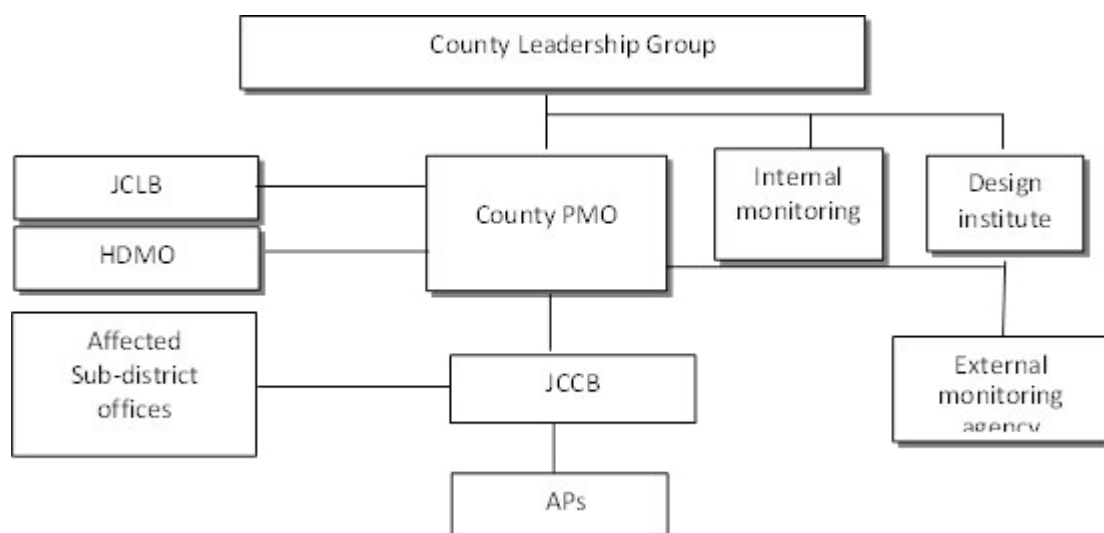 County Leadership Group
JCLB
HDMO
County PMO
Internal
monitoring
Design
institute
Affected
Sub-district
offices
JCCB
External
monitoring
agency
APs